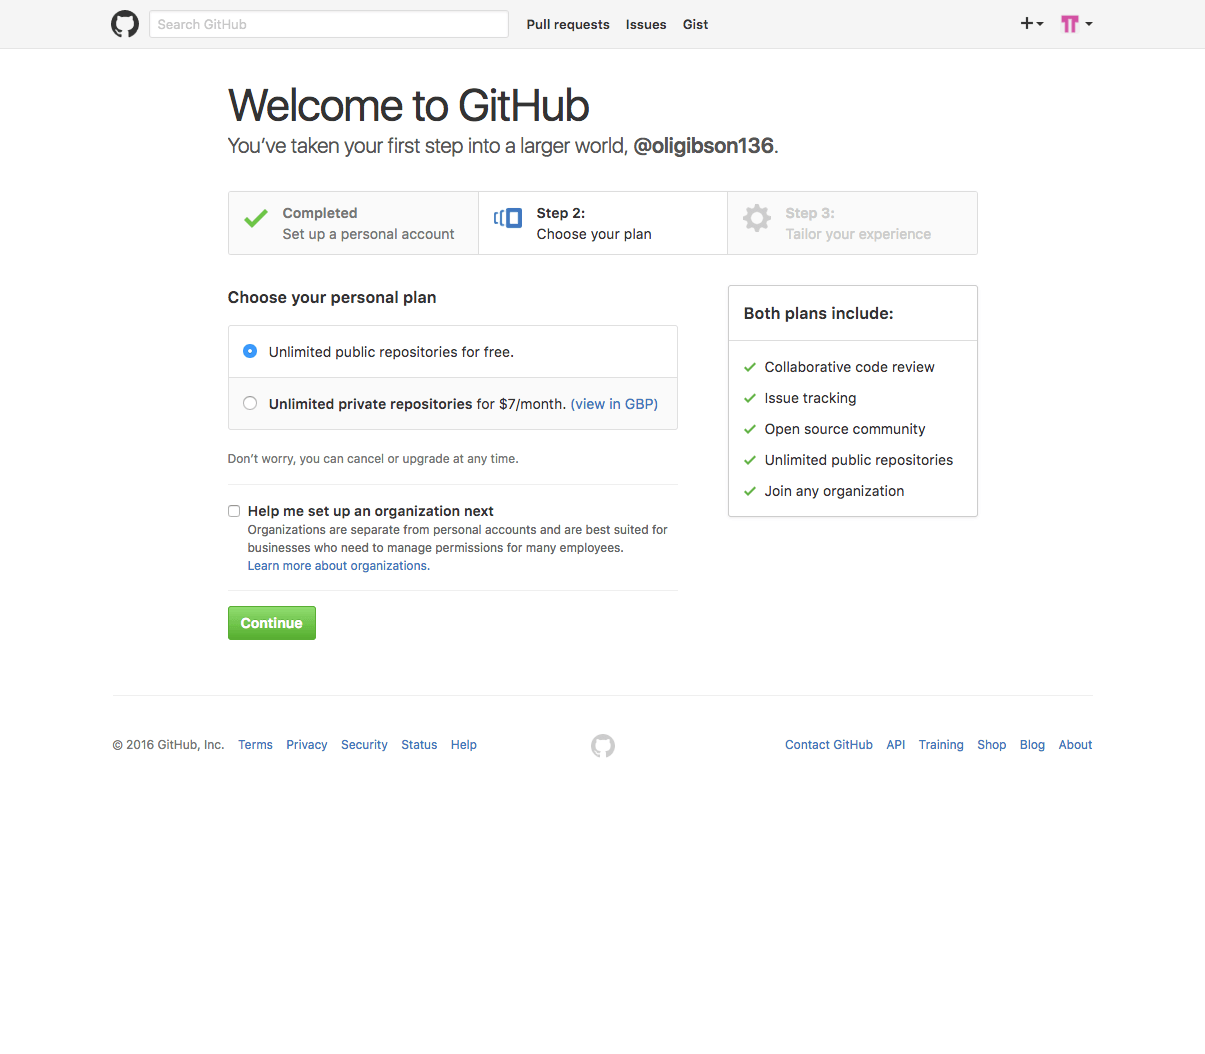 Search GitHub
Pull requests
Issues
Gist
Welcome to GitHub
You’ve taken your first step into a larger world, @oligibson136.
Completed
Set up a personal account
Step 2:
Choose your plan
Step 3:
Tailor your experience
Choose your personal plan
Unlimited public repositories for free.
Unlimited private repositories for $7/month. (view in GBP)
Don’t worry, you can cancel or upgrade at any time.
Help me set up an organization next
Organizations are separate from personal accounts and are best suited for
businesses who need to manage permissions for many employees.
Learn more about organizations.
Continue
Both plans include:
Collaborative code review
Issue tracking
Open source community
Unlimited public repositories
Join any organization
© 2016 GitHub, Inc. Terms Privacy Security Status Help
Contact GitHub API Training Shop Blog About